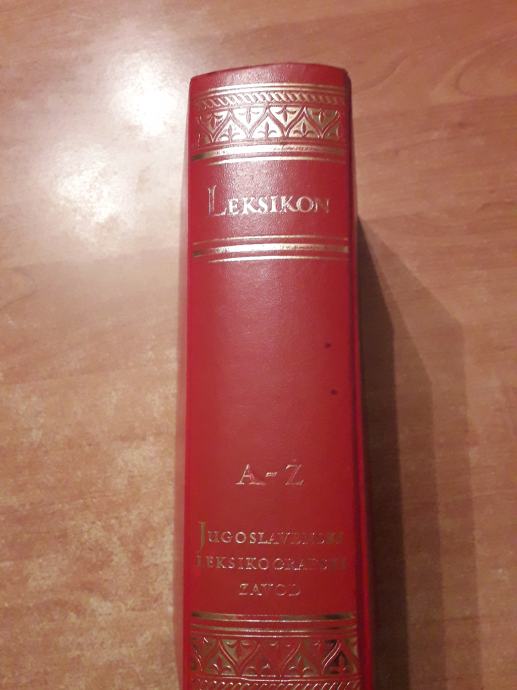 LEKSIKON
A-Ž
JUGOSLAVENSKI
LEKSIKOGRAFSKI
ZAVOD